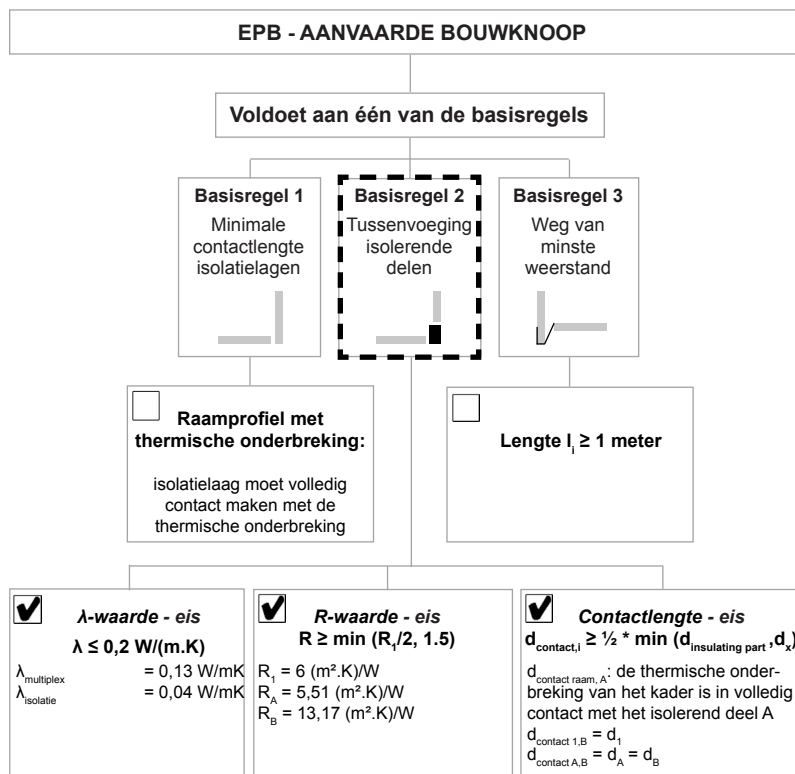 EPB - AANVAARDE BOUWKNOOP
Voldoet aan één van de basisregels
Basisregel 1
Minimale
contactlengte
isolatielagen
Basisregel 2
Tussenvoeging
isolerende
delen
Basisregel 3
Weg van
minste
weerstand
Raamprofiel met
thermische onderbreking:
isolatielaag moet volledig
contact maken met de
thermische onderbreking
Lengte l_i ≥ 1 meter
λ-waarde - eis
λ ≤ 0,2 W/(m.K)
λ_multiplex = 0,13 W/mK
λ_isolatie = 0,04 W/mK
R-waarde - eis
R ≥ min (R_1/2, 1.5)
R_1 = 6 (m².K)/W
R_A = 5,51 (m².K)/W
R_B = 13,17 (m².K)/W
Contactlengte - eis
d_contact,i ≥ ½ * min (d_insulating part ,d_x)
d_contact raam, A: de thermische onder-
breking van het kader is in volledig
contact met het isolerend deel A
d_contact 1,B = d_1
d_contact A,B = d_A = d_B